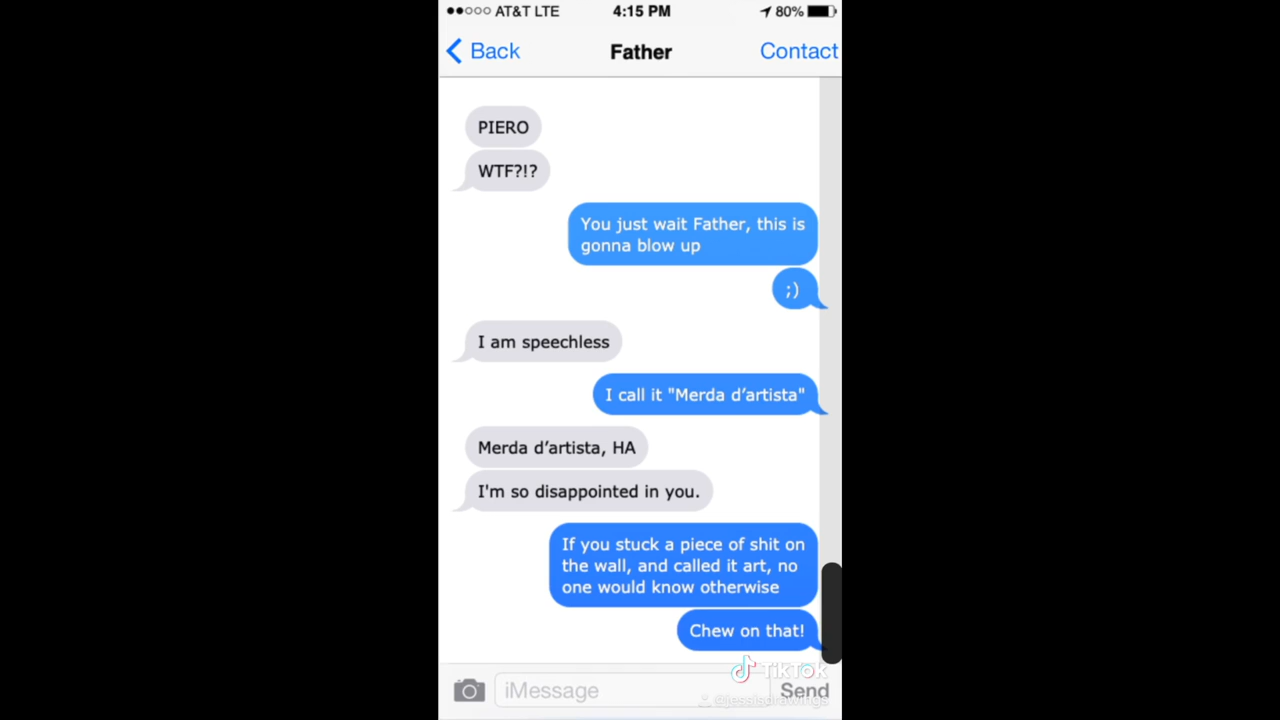 AT&T LTE 4:15 PM 80%
Back Father Contact
PIERO
WTF?!?
You just wait Father, this is
gonna blow up
;)
I am speechless
I call it "Merda d’artista"
Merda d’artista, HA
I'm so disappointed in you.
If you stuck a piece of shit on
the wall, and called it art, no
one would know otherwise
Chew on that!
TikTok
iMessage Send
@jessisdrawings